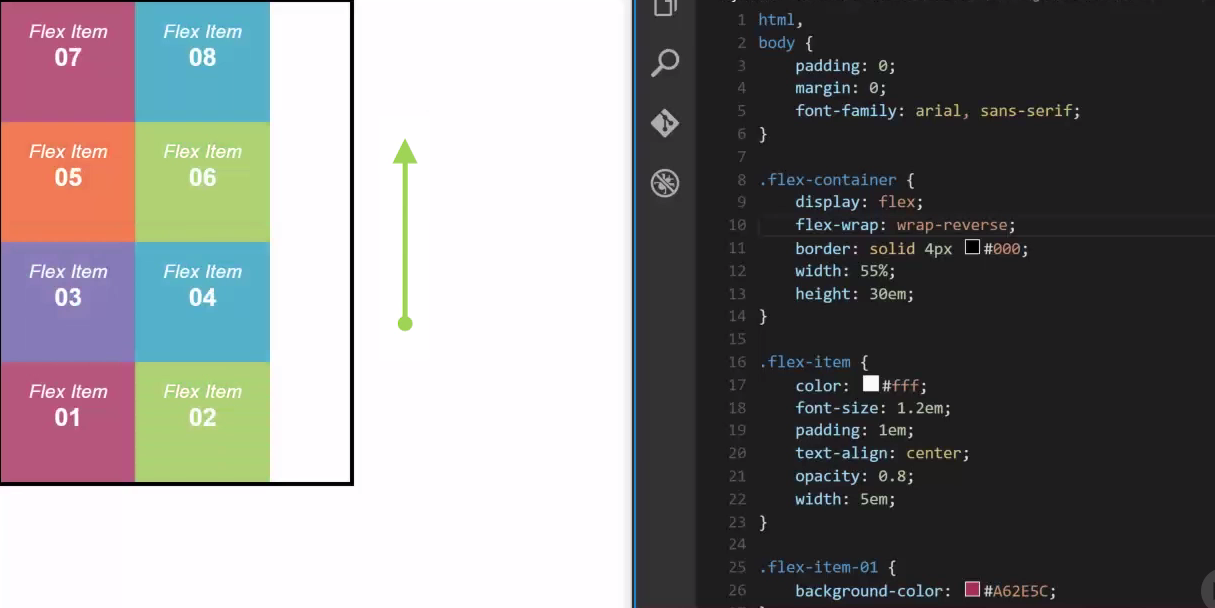 Flex Item
07
Flex Item
08
Flex Item
05
Flex Item
06
Flex Item
03
Flex Item
04
Flex Item
01
Flex Item
02
1 html,
2 body {
3 padding: 0;
4 margin: 0;
5 font-family: arial, sans-serif;
6 }
7
8 .flex-container {
9 display: flex;
10 flex-wrap: wrap-reverse;
11 border: solid 4px #000;
12 width: 55%;
13 height: 30em;
14 }
15
16 .flex-item {
17 color: #fff;
18 font-size: 1.2em;
19 padding: 1em;
20 text-align: center;
21 opacity: 0.8;
22 width: 5em;
23 }
24
25 .flex-item-01 {
26 background-color: #A62E5C;